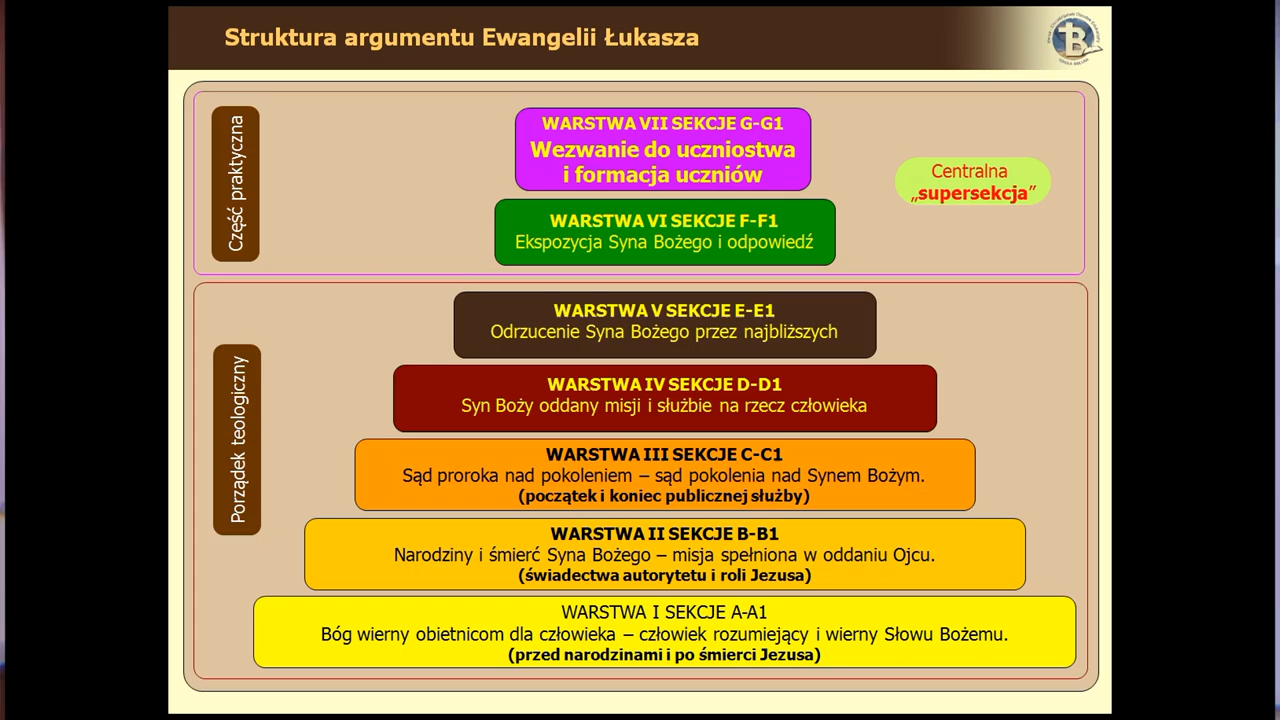 Struktura argumentu Ewangelii Łukasza
Część praktyczna
WARSTWA VII SEKCJE G-G1
Wezwanie do uczniostwa
i formacja uczniów
Centralna
„supersekcja”
WARSTWA VI SEKCJE F-F1
Ekspozycja Syna Bożego i odpowiedź
Porządek teologiczny
WARSTWA V SEKCJE E-E1
Odrzucenie Syna Bożego przez najbliższych
WARSTWA IV SEKCJE D-D1
Syn Boży oddany misji i służbie na rzecz człowieka
WARSTWA III SEKCJE C-C1
Sąd proroka nad pokoleniem – sąd pokolenia nad Synem Bożym.
(początek i koniec publicznej służby)
WARSTWA II SEKCJE B-B1
Narodziny i śmierć Syna Bożego – misja spełniona w oddaniu Ojcu.
(świadectwa autorytetu i roli Jezusa)
WARSTWA I SEKCJE A-A1
Bóg wierny obietnicom dla człowieka – człowiek rozumiejący i wierny Słowu Bożemu.
(przed narodzinami i po śmierci Jezusa)